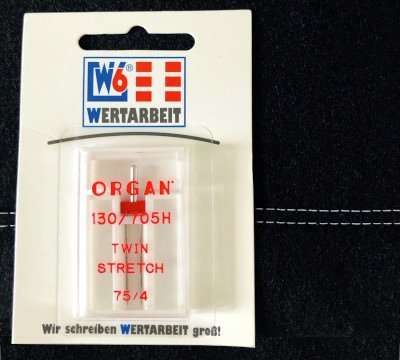 W6®
WERTARBEIT
ORGAN
130/705H
TWIN
STRETCH
75/4
Wir schreiben WERTARBEIT groß!